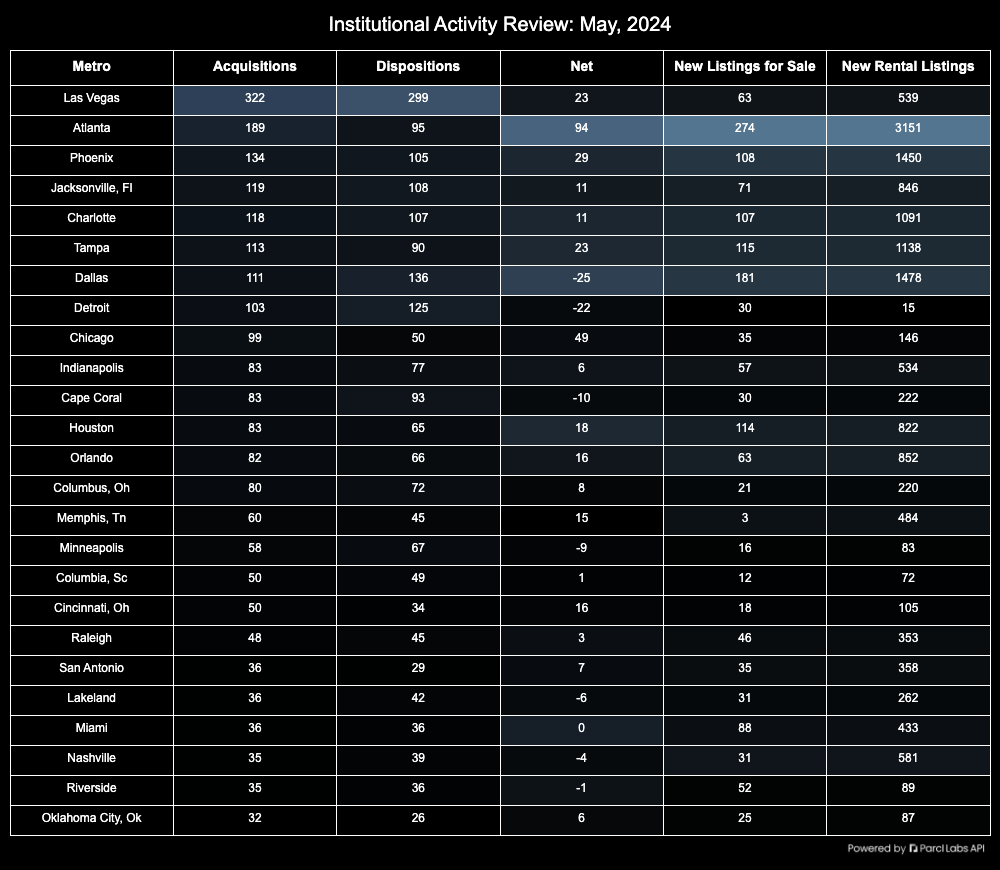 Institutional Activity Review: May, 2024
Metro Acquisitions Dispositions Net New Listings for Sale New Rental Listings
Las Vegas 322 299 23 63 539
Atlanta 189 95 94 274 3151
Phoenix 134 105 29 108 1450
Jacksonville, Fl 119 108 11 71 846
Charlotte 118 107 11 107 1091
Tampa 113 90 23 115 1138
Dallas 111 136 -25 181 1478
Detroit 103 125 -22 30 15
Chicago 99 50 49 35 146
Indianapolis 83 77 6 57 534
Cape Coral 83 93 -10 30 222
Houston 83 65 18 114 822
Orlando 82 66 16 63 852
Columbus, Oh 80 72 8 21 220
Memphis, Tn 60 45 15 3 484
Minneapolis 58 67 -9 16 83
Columbia, Sc 50 49 1 12 72
Cincinnati, Oh 50 34 16 18 105
Raleigh 48 45 3 46 353
San Antonio 36 29 7 35 358
Lakeland 36 42 -6 31 262
Miami 36 36 0 88 433
Nashville 35 39 -4 31 581
Riverside 35 36 -1 52 89
Oklahoma City, Ok 32 26 6 25 87
Powered by Parcl Labs API